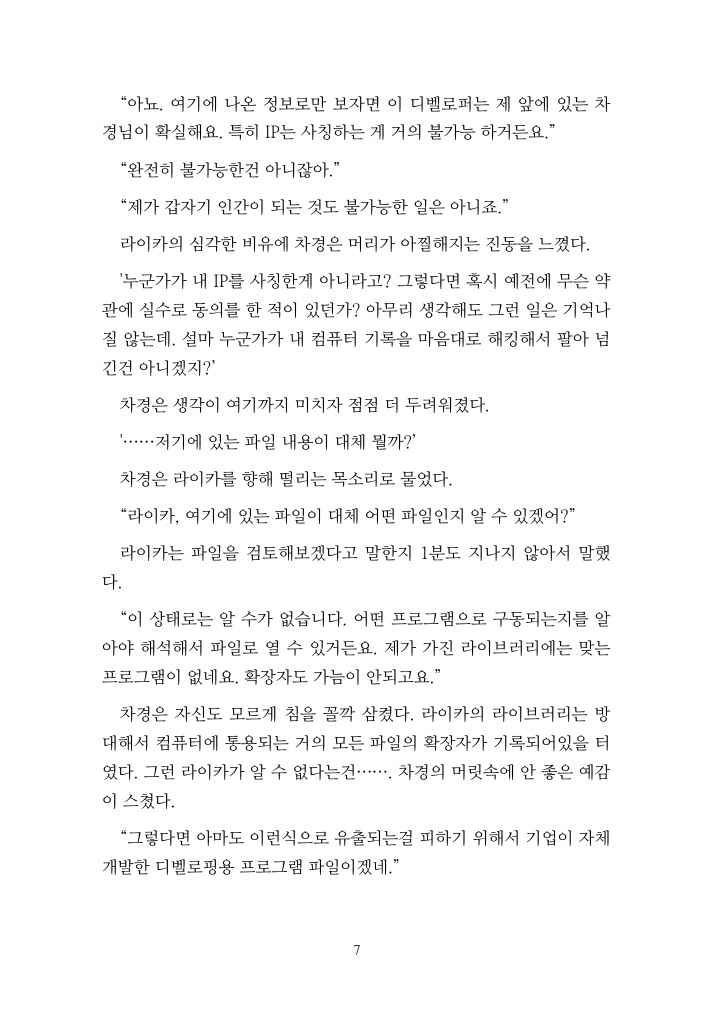 “아뇨. 여기에 나온 정보로만 보자면 이 디벨로퍼는 제 앞에 있는 차
경님이 확실해요. 특히 IP는 사칭하는 게 거의 불가능 하거든요.”
“완전히 불가능한건 아니잖아.”
“제가 갑자기 인간이 되는 것도 불가능한 일은 아니죠.”
라이카의 심각한 비유에 차경은 머리가 아찔해지는 진동을 느꼈다.
'누군가가 내 IP를 사칭한게 아니라고? 그렇다면 혹시 예전에 무슨 약
관에 실수로 동의를 한 적이 있던가? 아무리 생각해도 그런 일은 기억나
질 않는데. 설마 누군가가 내 컴퓨터 기록을 마음대로 해킹해서 팔아 넘
긴건 아니겠지?’
차경은 생각이 여기까지 미치자 점점 더 두려워졌다.
'……저기에 있는 파일 내용이 대체 뭘까?’
차경은 라이카를 향해 떨리는 목소리로 물었다.
“라이카, 여기에 있는 파일이 대체 어떤 파일인지 알 수 있겠어?”
라이카는 파일을 검토해보겠다고 말한지 1분도 지나지 않아서 말했
다.
“이 상태로는 알 수가 없습니다. 어떤 프로그램으로 구동되는지를 알
아야 해석해서 파일로 열 수 있거든요. 제가 가진 라이브러리에는 맞는
프로그램이 없네요. 확장자도 가늠이 안되고요.”
차경은 자신도 모르게 침을 꼴깍 삼켰다. 라이카의 라이브러리는 방
대해서 컴퓨터에 통용되는 거의 모든 파일의 확장자가 기록되어있을 터
였다. 그런 라이카가 알 수 없다는건……. 차경의 머릿속에 안 좋은 예감
이 스쳤다.
“그렇다면 아마도 이런식으로 유출되는걸 피하기 위해서 기업이 자체
개발한 디벨로핑용 프로그램 파일이겠네.”
7